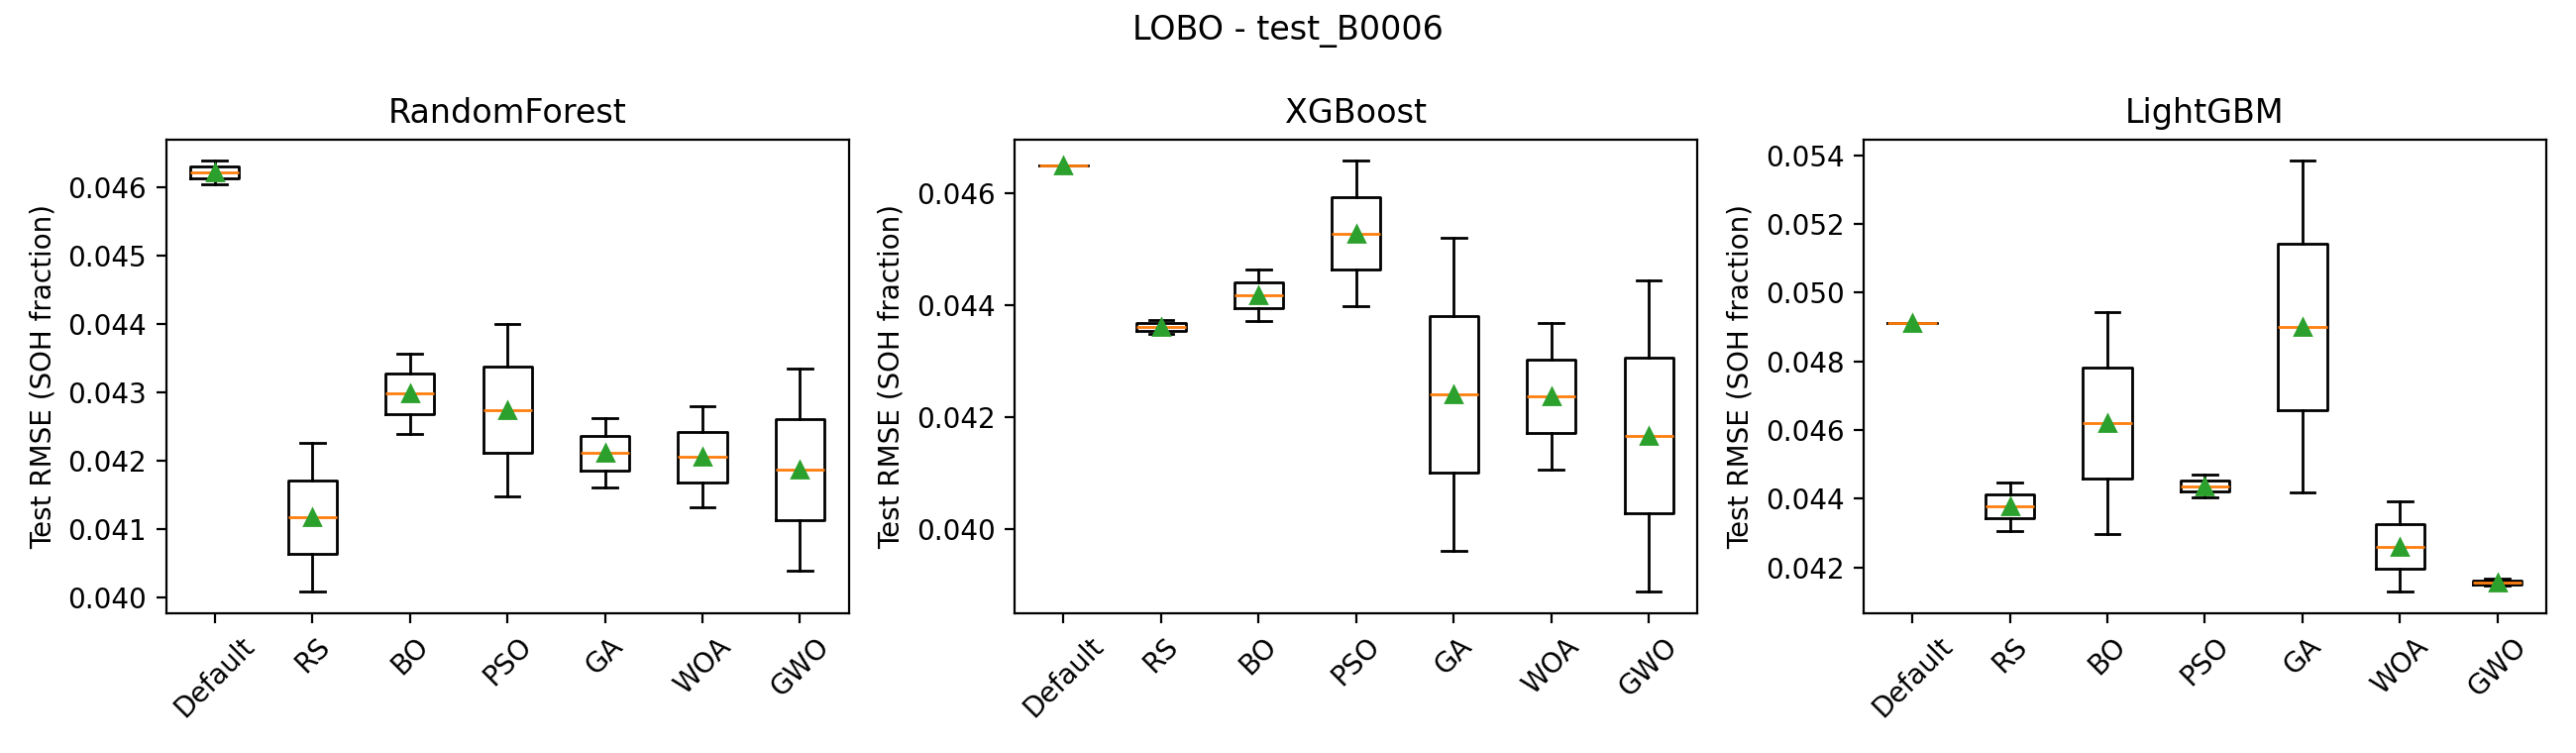 LOBO - test_B0006
RandomForest
Test RMSE (SOH fraction)
0.046
0.045
0.044
0.043
0.042
0.041
0.040
Default
RS
BO
PSO
GA
WOA
GWO
XGBoost
Test RMSE (SOH fraction)
0.046
0.044
0.042
0.040
Default
RS
BO
PSO
GA
WOA
GWO
LightGBM
Test RMSE (SOH fraction)
0.054
0.052
0.050
0.048
0.046
0.044
0.042
Default
RS
BO
PSO
GA
WOA
GWO